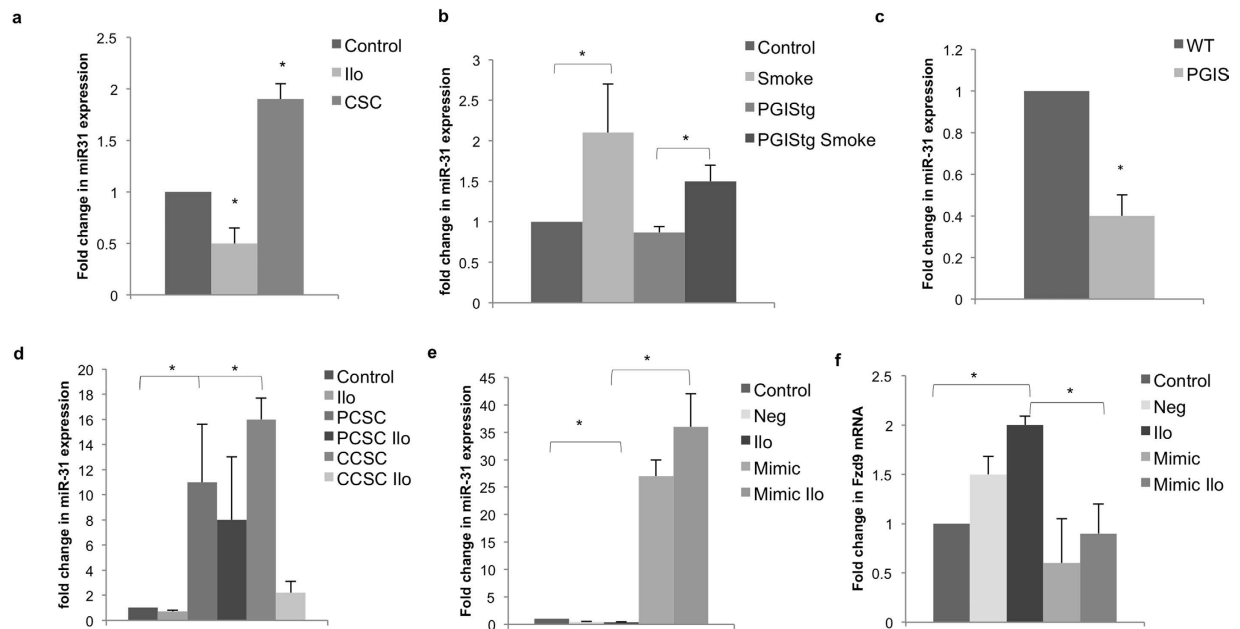 a
Fold change in miR31 expression
2.5
2
1.5
1
0.5
0
*
*
Control
Ilo
CSC
b
fold change in miR-31 expression
3
2.5
2
1.5
1
0.5
0
*
*
Control
Smoke
PGIStg
PGIStg Smoke
c
Fold change in miR-31 expression
1.2
1
0.8
0.6
0.4
0.2
0
*
WT
PGIS
d
fold change in miR-31 expression
20
18
16
14
12
10
8
6
4
2
0
*
*
Control
Ilo
PCSC
PCSC Ilo
CCSC
CCSC Ilo
e
Fold change in miR-31 expression
45
40
35
30
25
20
15
10
5
0
*
*
Control
Neg
Ilo
Mimic
Mimic Ilo
f
Fold change in Fzd9 mRNA
2.5
2
1.5
1
0.5
0
*
*
Control
Neg
Ilo
Mimic
Mimic Ilo